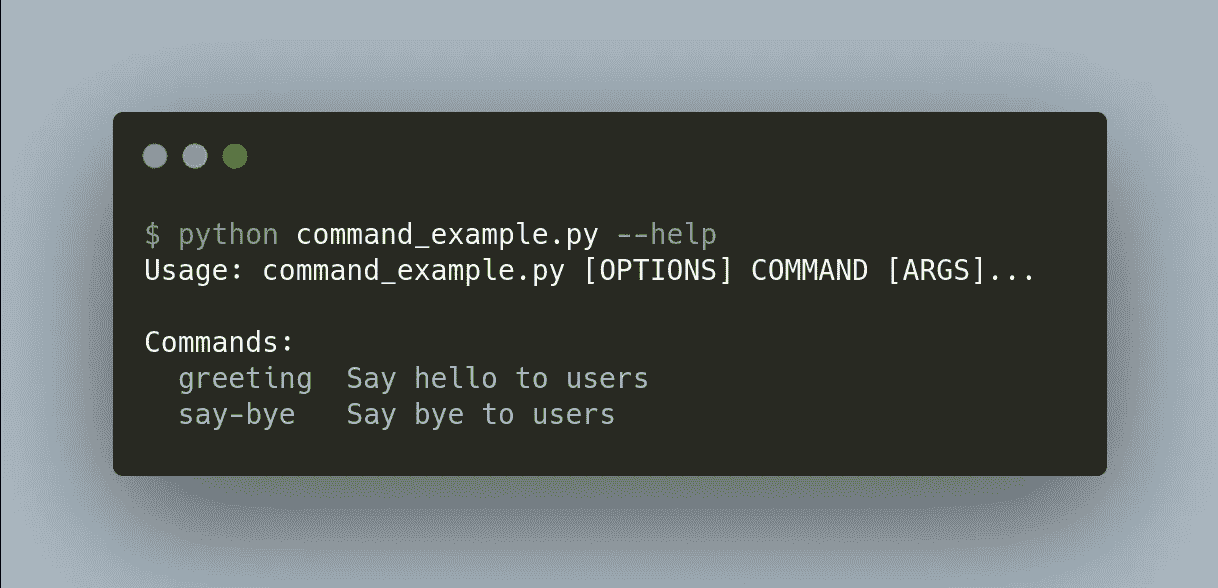 $ python command_example.py --help
Usage: command_example.py [OPTIONS] COMMAND [ARGS]...
Commands:
greeting  Say hello to users
say-bye   Say bye to users